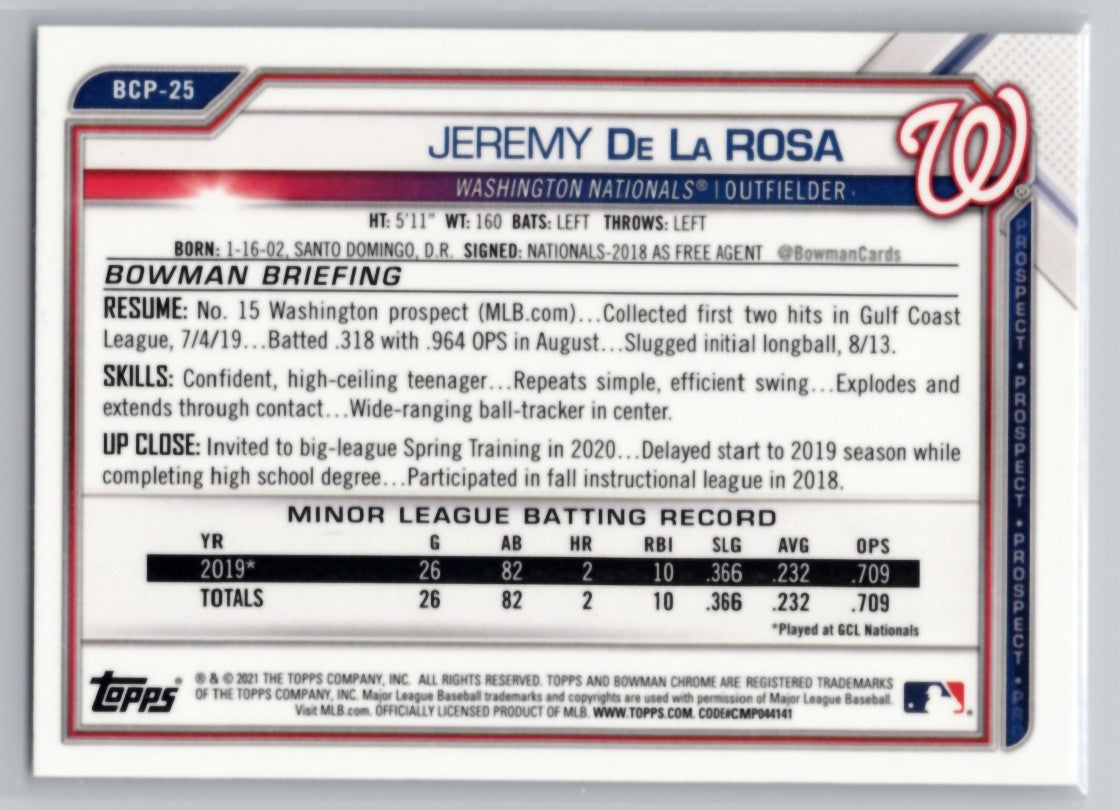 BCP-25
JEREMY DE LA ROSA
W
WASHINGTON NATIONALS® | OUTFIELDER ·
HT: 5'11" WT: 160 BATS: LEFT THROWS: LEFT
BORN: 1-16-02, SANTO DOMINGO, D.R. SIGNED: NATIONALS-2018 AS FREE AGENT @BowmanCards
BOWMAN BRIEFING
RESUME: No. 15 Washington prospect (MLB.com)...Collected first two hits in Gulf Coast
League, 7/4/19...Batted .318 with .964 OPS in August...Slugged initial longball, 8/13.
SKILLS: Confident, high-ceiling teenager...Repeats simple, efficient swing...Explodes and
extends through contact...Wide-ranging ball-tracker in center.
UP CLOSE: Invited to big-league Spring Training in 2020...Delayed start to 2019 season while
completing high school degree...Participated in fall instructional league in 2018.
MINOR LEAGUE BATTING RECORD
YR G AB HR RBI SLG AVG OPS
2019* 26 82 2 10 .366 .232 .709
TOTALS 26 82 2 10 .366 .232 .709
*Played at GCL Nationals
topps®
® & © 2021 THE TOPPS COMPANY, INC. ALL RIGHTS RESERVED. TOPPS AND BOWMAN CHROME ARE REGISTERED TRADEMARKS
OF THE TOPPS COMPANY, INC. Major League Baseball trademarks and copyrights are used with permission of Major League Baseball.
Visit MLB.com. OFFICIALLY LICENSED PRODUCT OF MLB. WWW.TOPPS.COM. CODE#CMP044141
PROSPECT • PROSPECT • PROSPECT • PR